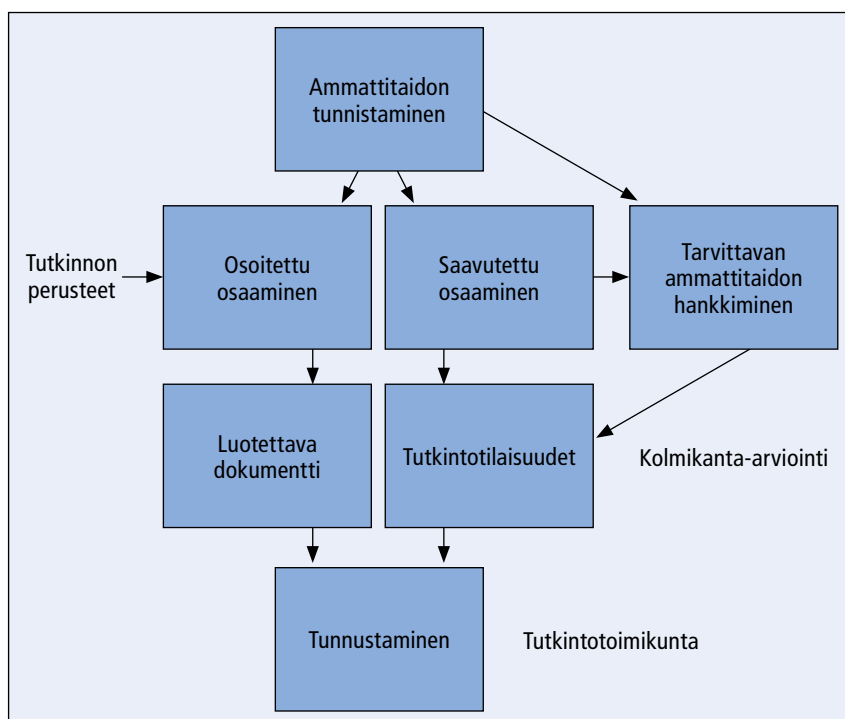 Ammattitaidon
tunnistaminen
Tutkinnon
perusteet
Osoitettu
osaaminen
Saavutettu
osaaminen
Tarvittavan
ammattitaidon
hankkiminen
Luotettava
dokumentti
Tutkintotilaisuudet
Kolmikanta-arviointi
Tunnustaminen
Tutkintotoimikunta